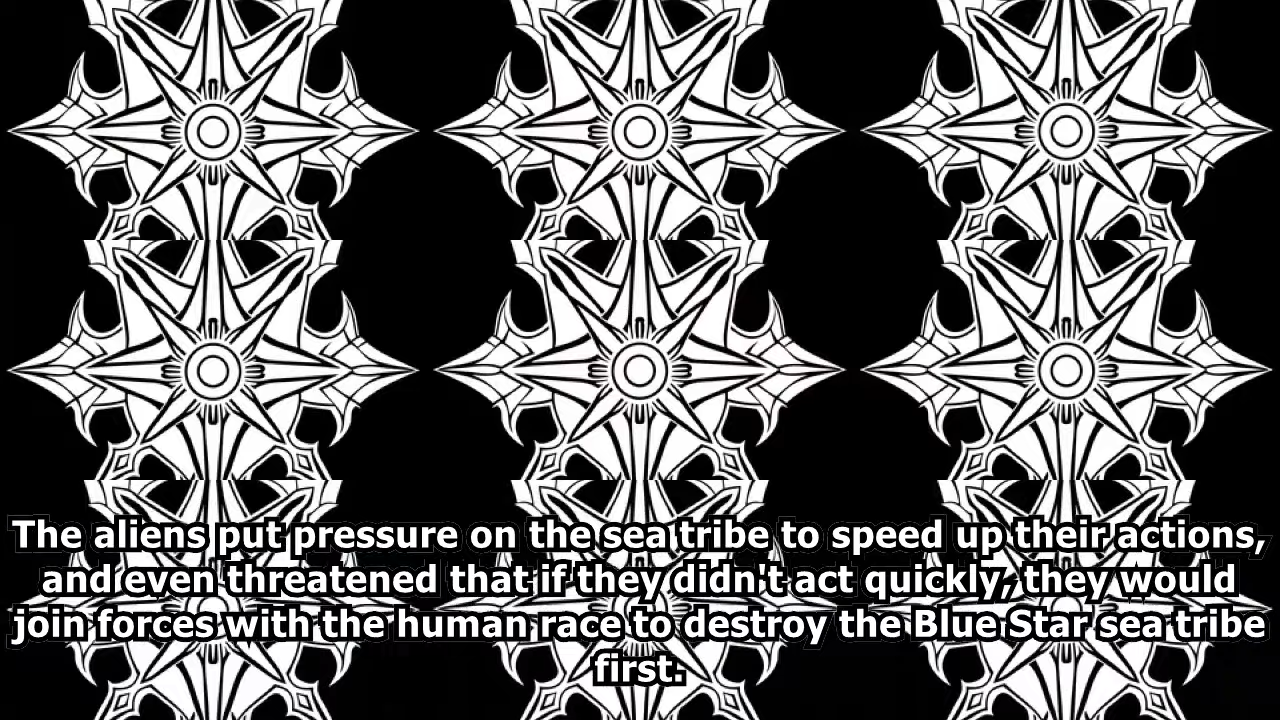 The aliens put pressure on the sea tribe to speed up their actions,
and even threatened that if they didn't act quickly, they would
join forces with the human race to destroy the Blue Star sea tribe
first.